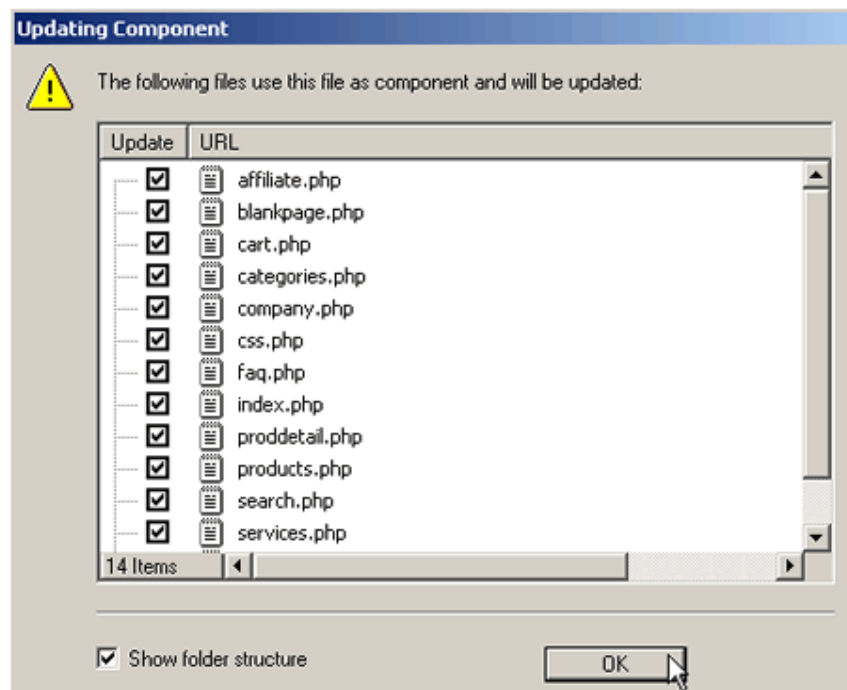 Updating Component
The following files use this file as component and will be updated:
Update URL
affiliate.php
blankpage.php
cart.php
categories.php
company.php
css.php
faq.php
index.php
proddetail.php
products.php
search.php
services.php
14 Items
Show folder structure
OK